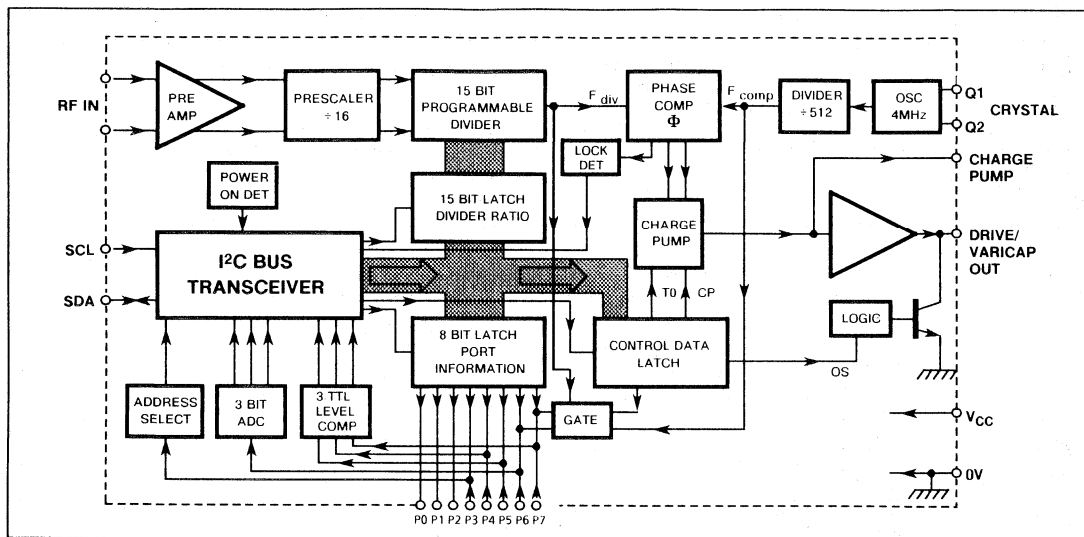 RF IN
PRE
AMP
PRESCALER
÷16
15 BIT
PROGRAMMABLE
DIVIDER
F div
PHASE
COMP
Φ
F comp
DIVIDER
÷512
OSC
4MHz
Q1
Q2
CRYSTAL
LOCK
DET
CHARGE
PUMP
POWER
ON DET
15 BIT LATCH
DIVIDER RATIO
CHARGE
PUMP
DRIVE/
VARICAP
OUT
SCL
SDA
I²C BUS
TRANSCEIVER
T0
CP
8 BIT LATCH
PORT
INFORMATION
CONTROL DATA
LATCH
LOGIC
OS
ADDRESS
SELECT
3 BIT
ADC
3 TTL
LEVEL
COMP
GATE
VCC
0V
P0 P1 P2 P3 P4 P5 P6 P7